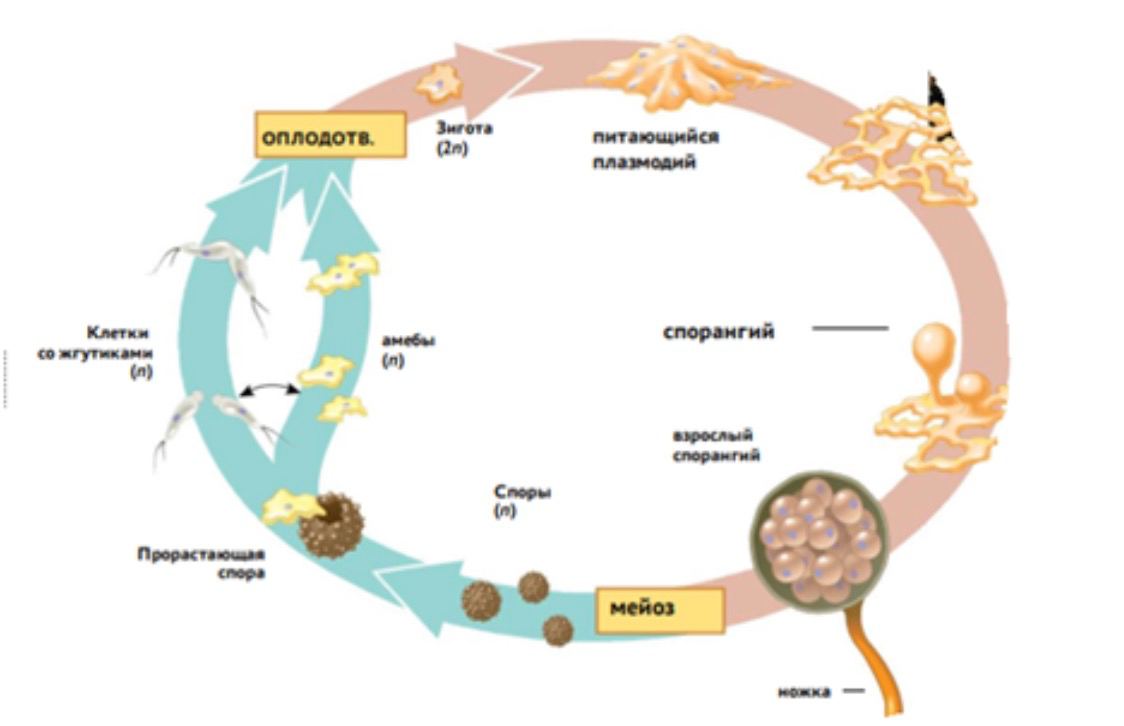 оплодотв.
Зигота
(2n)
питающийся
плазмодий
Клетки
со жгутиками
(n)
амебы
(n)
спорангий
взрослый
спорангий
Споры
(n)
Прорастающая
спора
мейоз
ножка